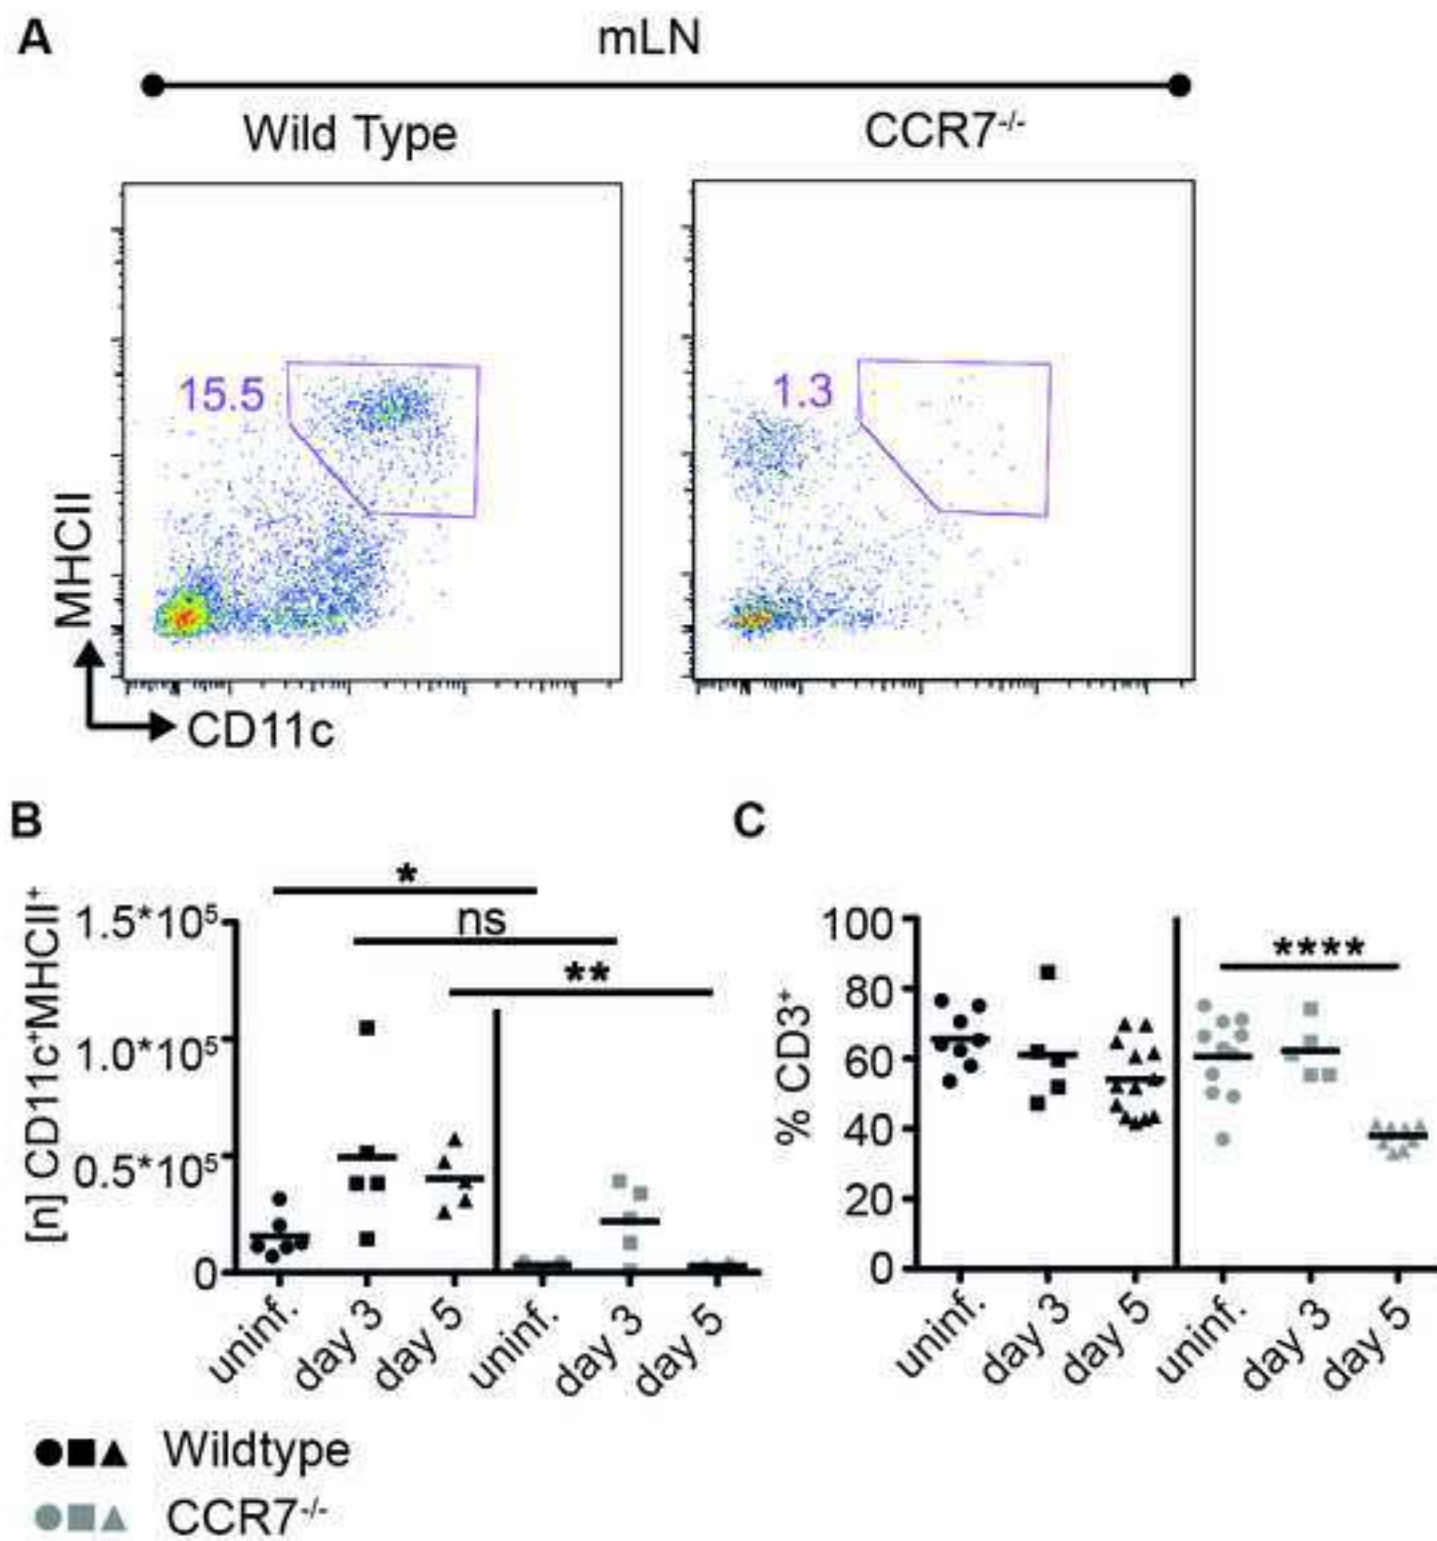 A
mLN
Wild Type
CCR7-/-
15.5
1.3
MHCII
CD11c
B
[n] CD11c+MHCII+
1.5*10⁵
1.0*10⁵
0.5*10⁵
0
*
ns
**
uninf.
day 3
day 5
uninf.
day 3
day 5
C
% CD3+
100
80
60
40
20
0
****
uninf.
day 3
day 5
uninf.
day 3
day 5
Wildtype
CCR7-/-